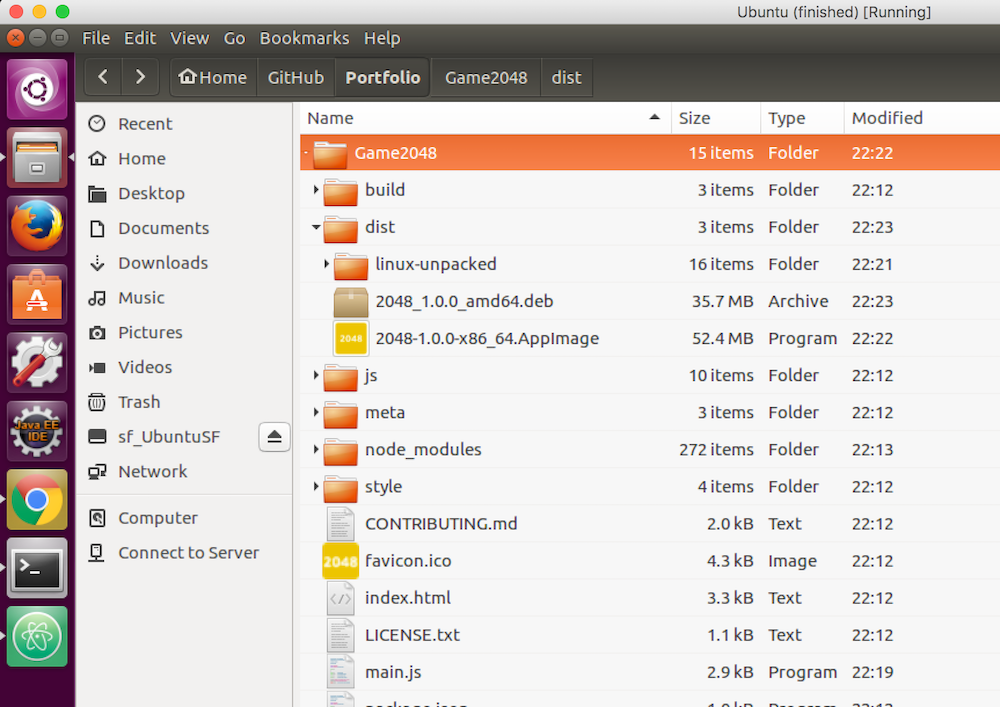 Ubuntu (finished) [Running]
File Edit View Go Bookmarks Help
Home GitHub Portfolio Game2048 dist
Name Size Type Modified
Recent
Home
Desktop
Documents
Downloads
Music
Pictures
Videos
Trash
sf_UbuntuSF
Network
Computer
Connect to Server
Game2048 15 items Folder 22:22
build 3 items Folder 22:12
dist 3 items Folder 22:23
linux-unpacked 16 items Folder 22:21
2048_1.0.0_amd64.deb 35.7 MB Archive 22:23
2048 2048-1.0.0-x86_64.AppImage 52.4 MB Program 22:22
js 10 items Folder 22:12
meta 3 items Folder 22:12
node_modules 272 items Folder 22:13
style 4 items Folder 22:12
CONTRIBUTING.md 2.0 kB Text 22:12
2048 favicon.ico 4.3 kB Image 22:12
index.html 3.3 kB Text 22:12
LICENSE.txt 1.1 kB Text 22:12
main.js 2.9 kB Program 22:19
Java EE
IDE